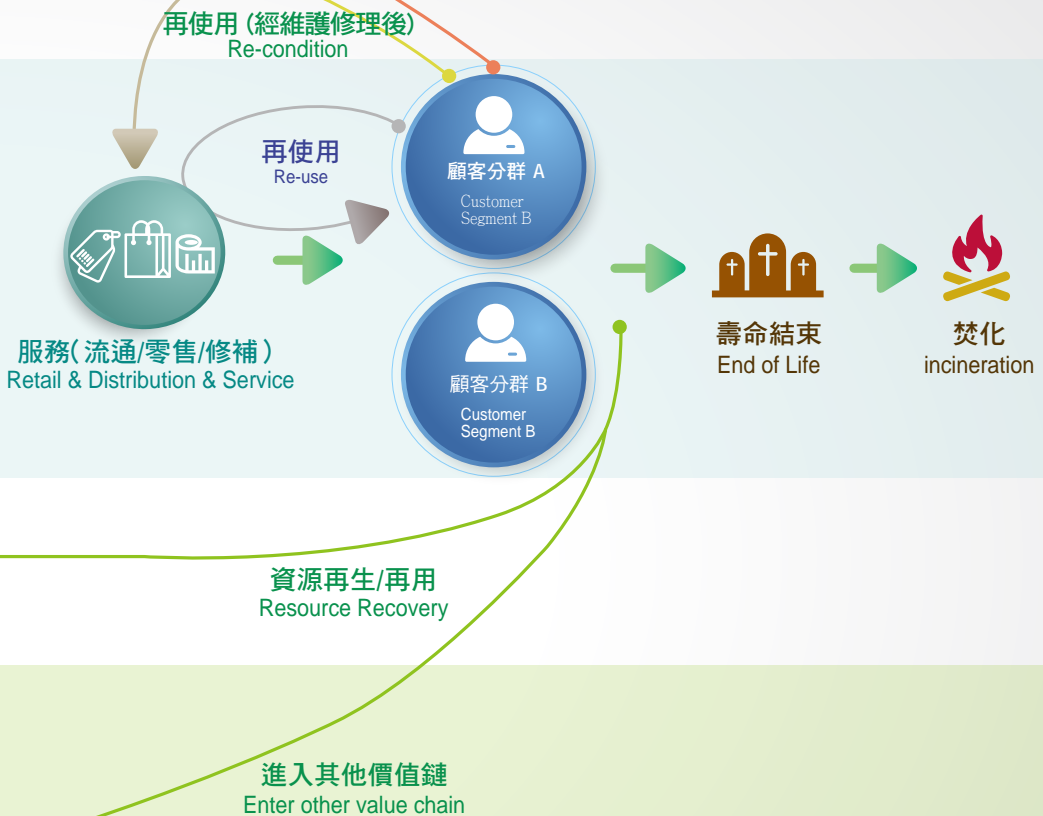 再使用 (經維護修理後)
Re-condition
再使用
Re-use
顧客分群 A
Customer
Segment B
服務(流通/零售/修補)
Retail & Distribution & Service
顧客分群 B
Customer
Segment B
壽命結束
End of Life
焚化
incineration
資源再生/再用
Resource Recovery
進入其他價值鏈
Enter other value chain